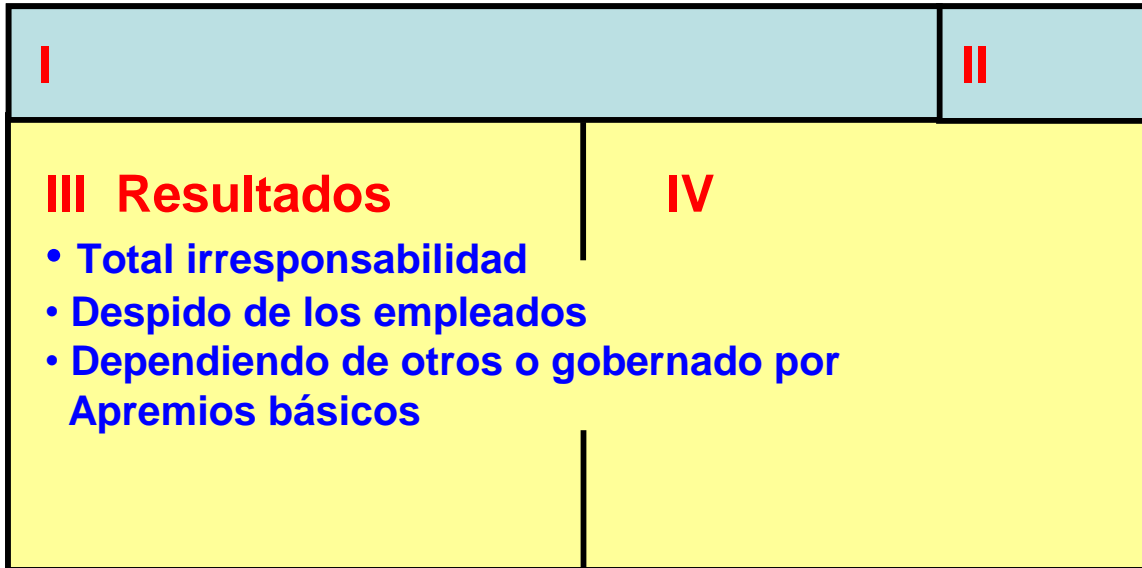 I
II
III Resultados
IV
• Total irresponsabilidad
• Despido de los empleados
• Dependiendo de otros o gobernado por
Apremios básicos